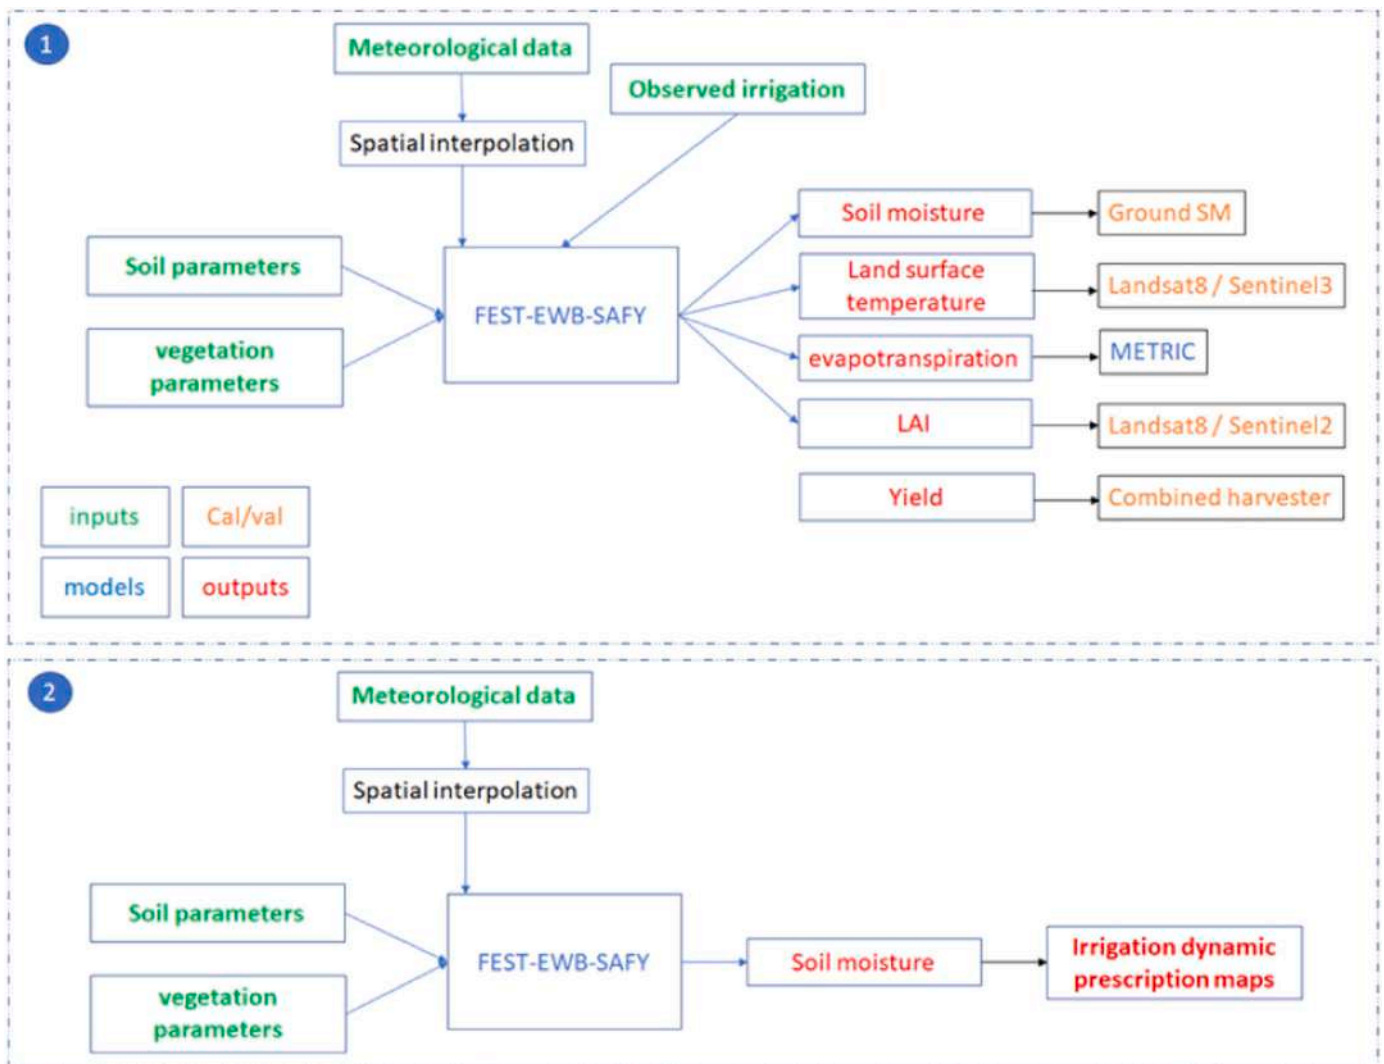 1
Meteorological data
Observed irrigation
Spatial interpolation
Soil moisture
Ground SM
Soil parameters
Land surface
temperature
Landsat8 / Sentinel3
FEST-EWB-SAFY
vegetation
parameters
evapotranspiration
METRIC
LAI
Landsat8 / Sentinel2
Yield
Combined harvester
inputs
Cal/val
models
outputs
2
Meteorological data
Spatial interpolation
Soil parameters
FEST-EWB-SAFY
Soil moisture
Irrigation dynamic
prescription maps
vegetation
parameters